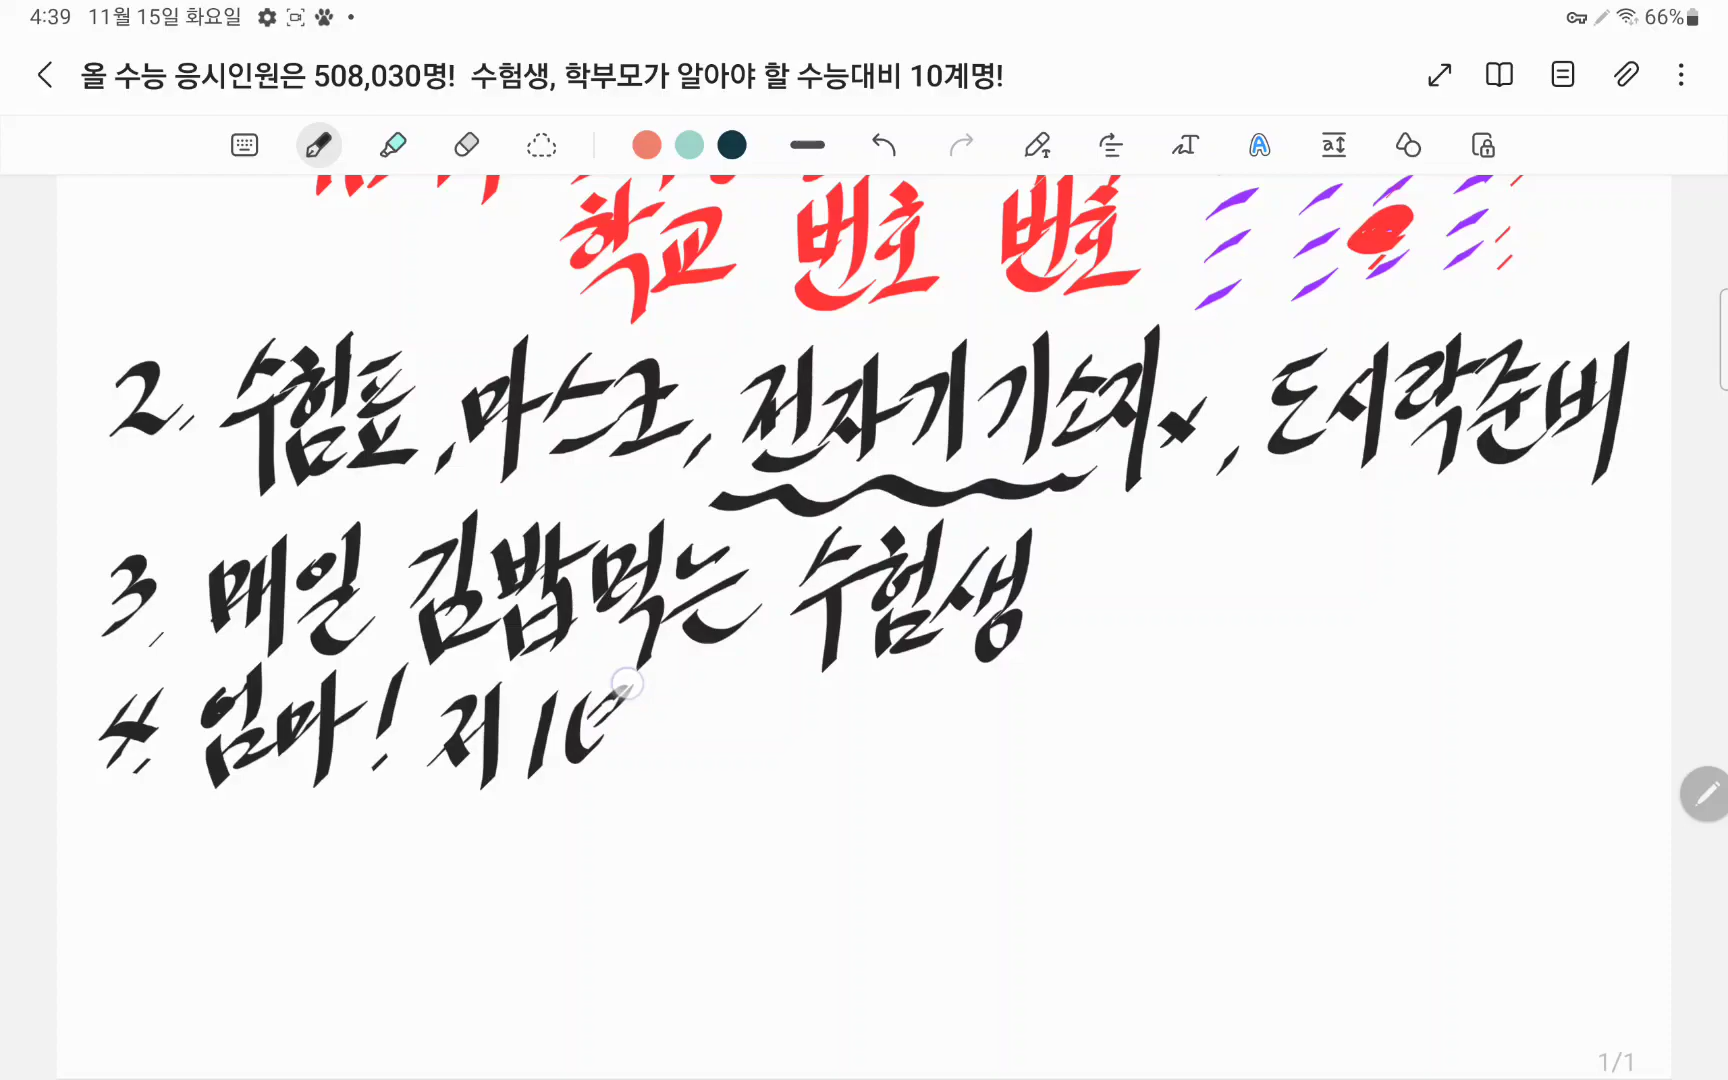 4:39 11월 15일 화요일 66%
올 수능 응시인원은 508,030명! 수험생, 학부모가 알아야 할 수능대비 10계명!
학교 번호 번호
2. 수험표, 마스크, 전자기기소지x, 도시락준비
3. 매일 김밥먹는 수험생
4. 엄마! 저 10
1/1